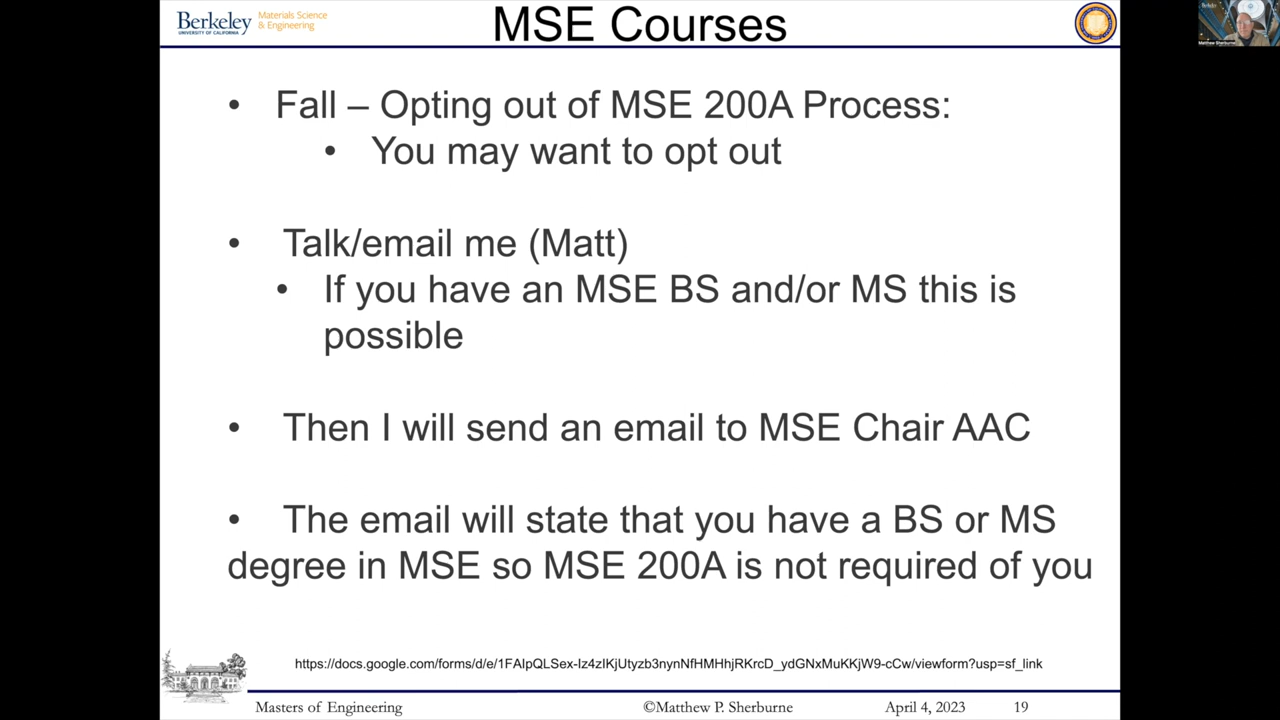 Berkeley
UNIVERSITY OF CALIFORNIA
Materials Science
& Engineering
MSE Courses
• Fall – Opting out of MSE 200A Process:
• You may want to opt out
• Talk/email me (Matt)
• If you have an MSE BS and/or MS this is
possible
• Then I will send an email to MSE Chair AAC
• The email will state that you have a BS or MS
degree in MSE so MSE 200A is not required of you
https://docs.google.com/forms/d/e/1FAIpQLSex-Iz4zIKjUtyzb3nynNfHMHhjRKrcD_ydGNxMuKKjW9-cCw/viewform?usp=sf_link
Masters of Engineering
©Matthew P. Sherburne
April 4, 2023
19
Berkeley
Matthew Sherburne